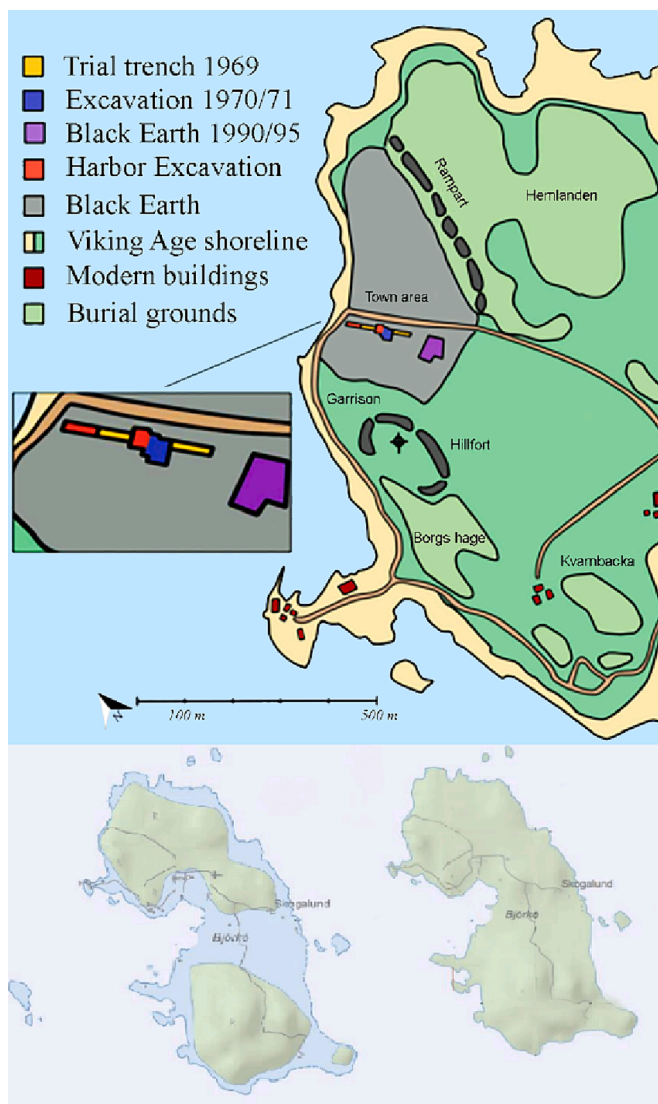 Trial trench 1969
Excavation 1970/71
Black Earth 1990/95
Harbor Excavation
Black Earth
Viking Age shoreline
Modern buildings
Burial grounds
Rampart
Hemlanden
Town area
Garrison
Hillfort
Borgs hage
Kvarnbacka
N
100 m
500 m
Skogalund
Björkö
Skogalund
Björkö